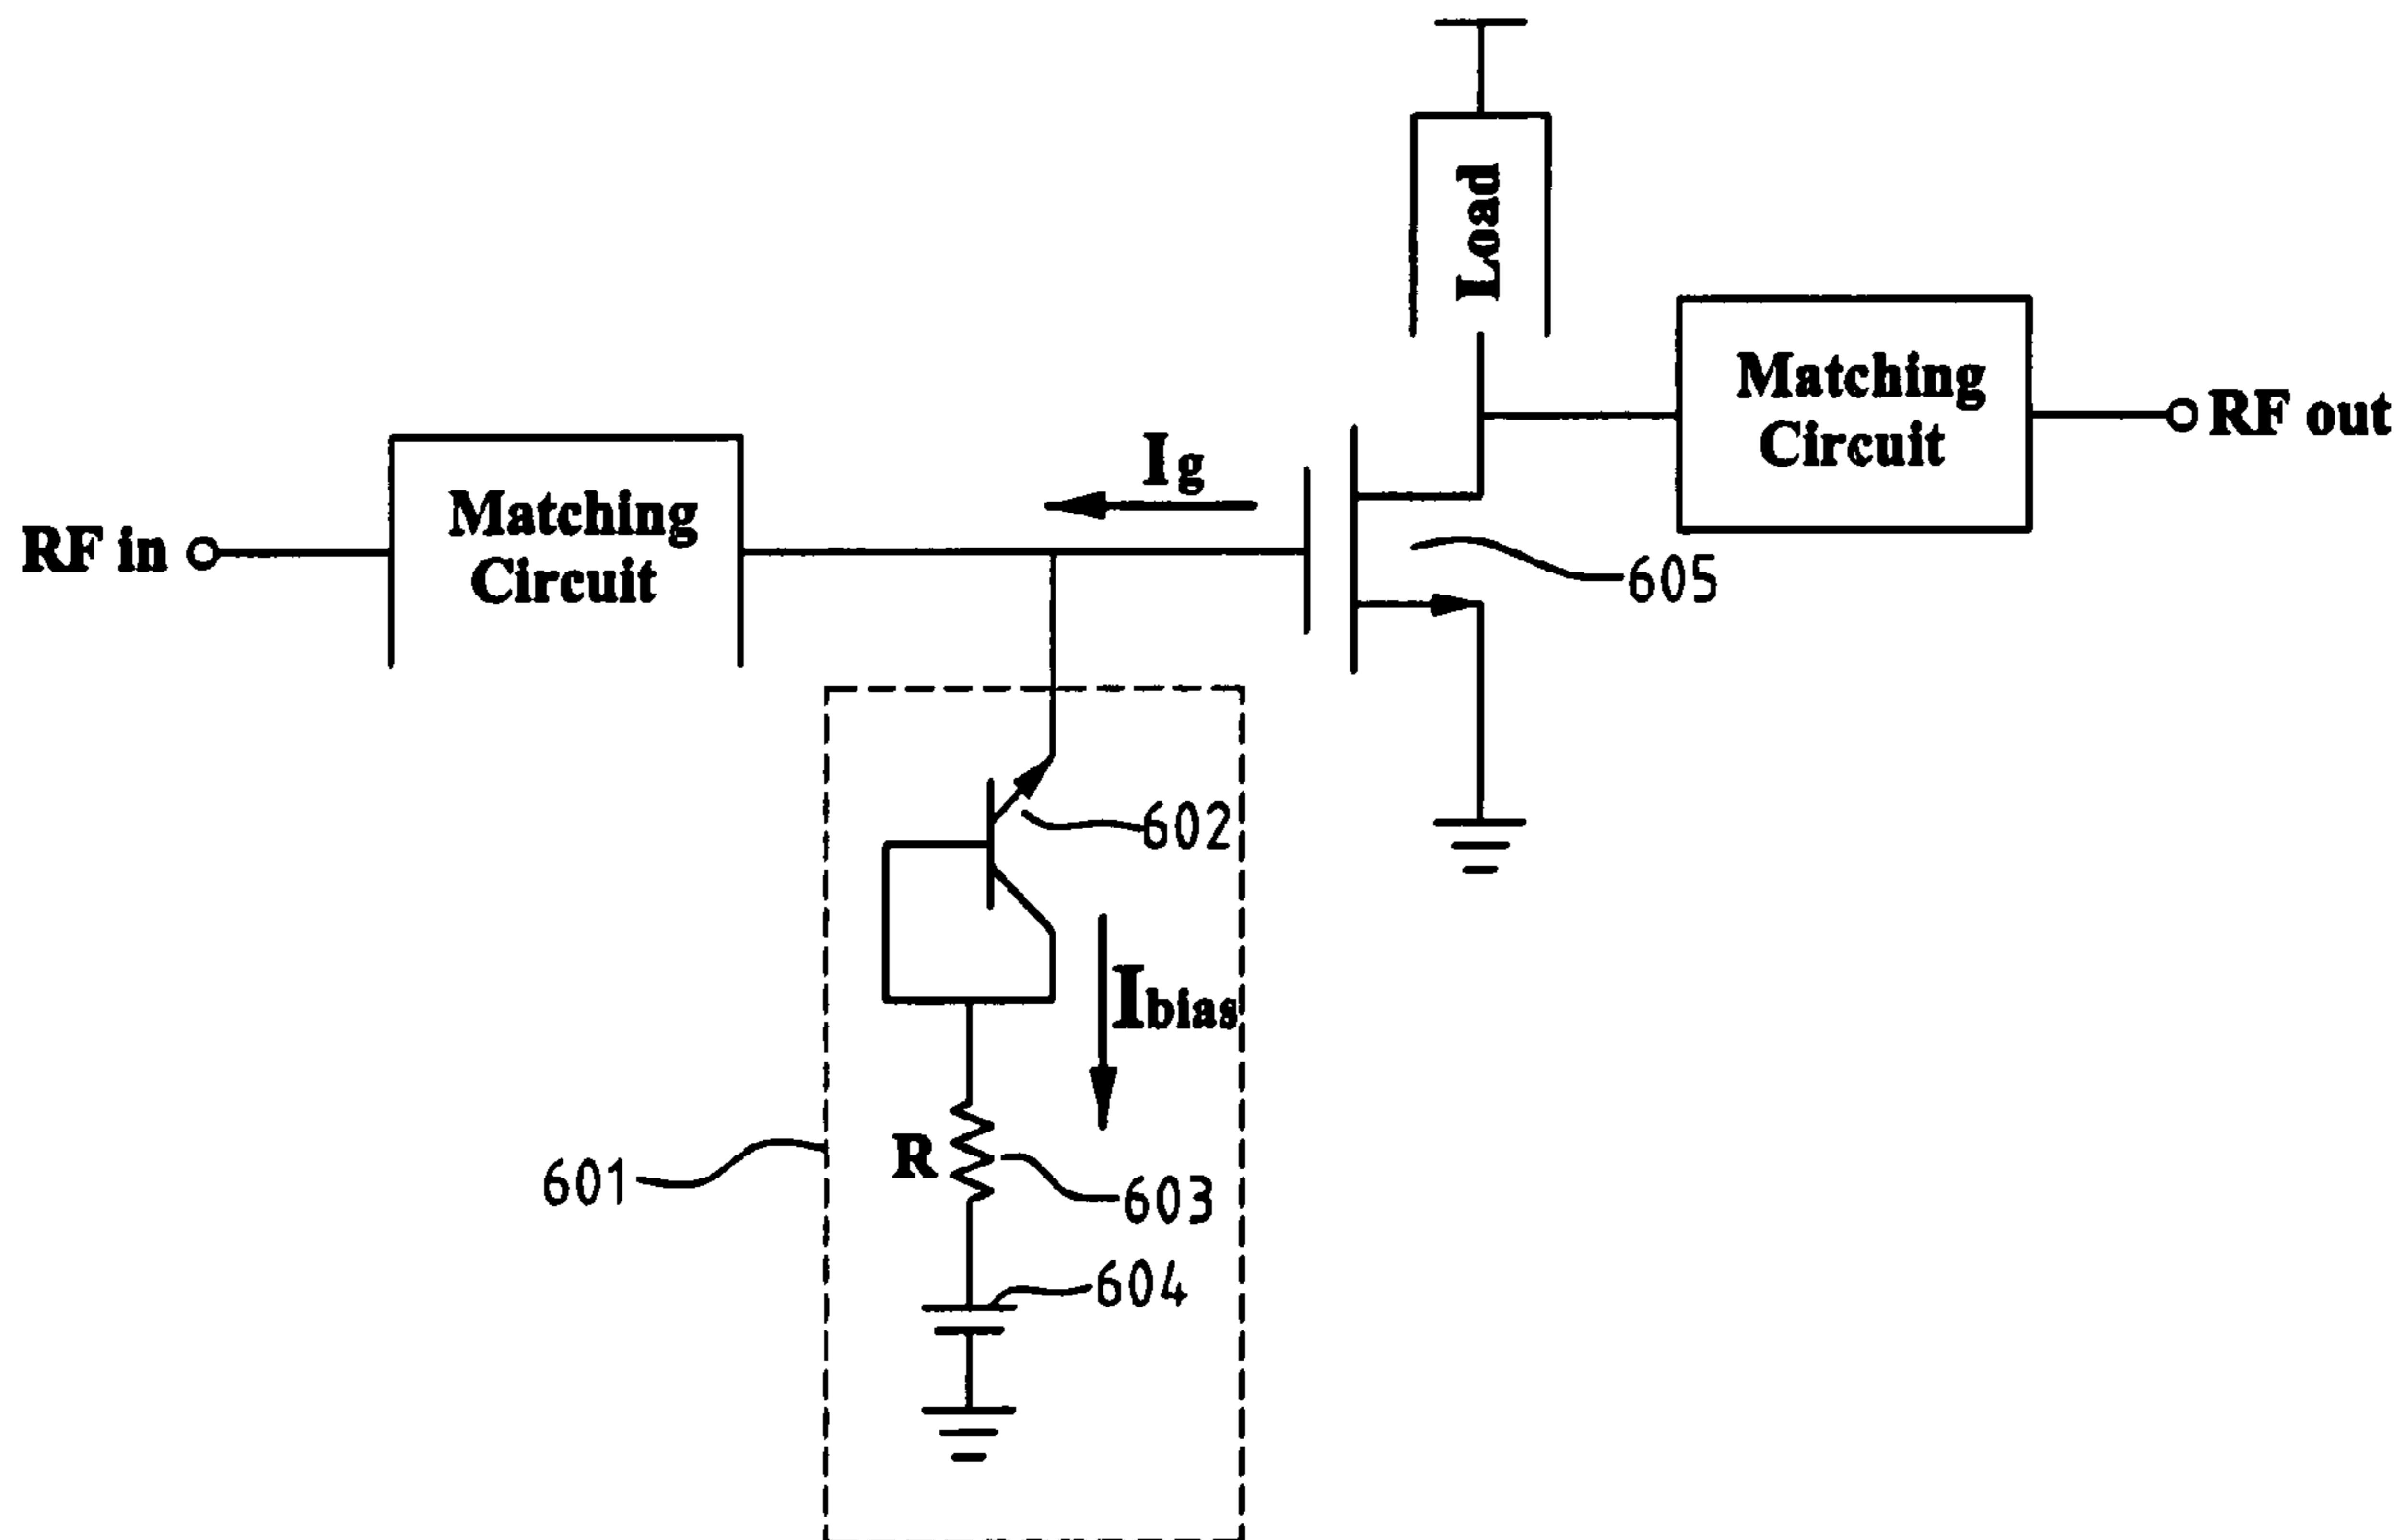 Load
Matching
Circuit
RF out
Ig
Matching
Circuit
RF in
605
602
Ibias
R
601
603
604